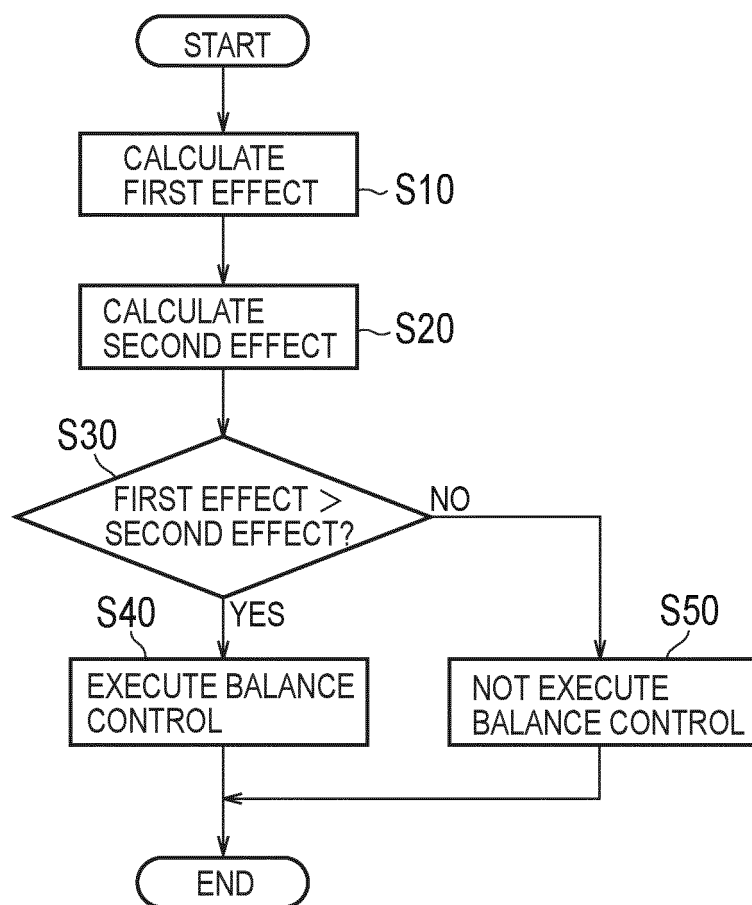 START
CALCULATE
FIRST EFFECT
S10
CALCULATE
SECOND EFFECT
S20
S30
FIRST EFFECT >
SECOND EFFECT?
NO
YES
S40
EXECUTE BALANCE
CONTROL
S50
NOT EXECUTE
BALANCE CONTROL
END